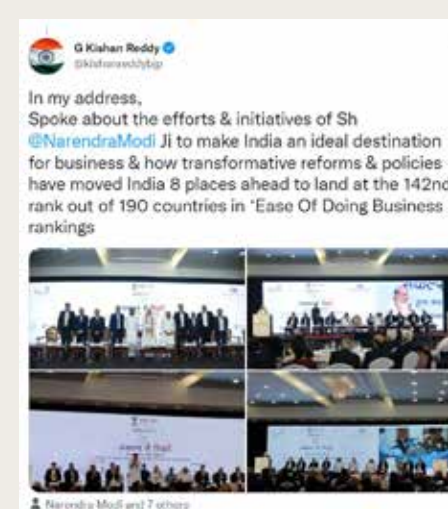 G Kishan Reddy
@kishanreddybjp
In my address,
Spoke about the efforts & initiatives of Sh
@NarendraModi Ji to make India an ideal destination
for business & how transformative reforms & policies
have moved India 8 places ahead to land at the 142nd
rank out of 190 countries in 'Ease Of Doing Business
rankings
Narendra Modi and 7 others